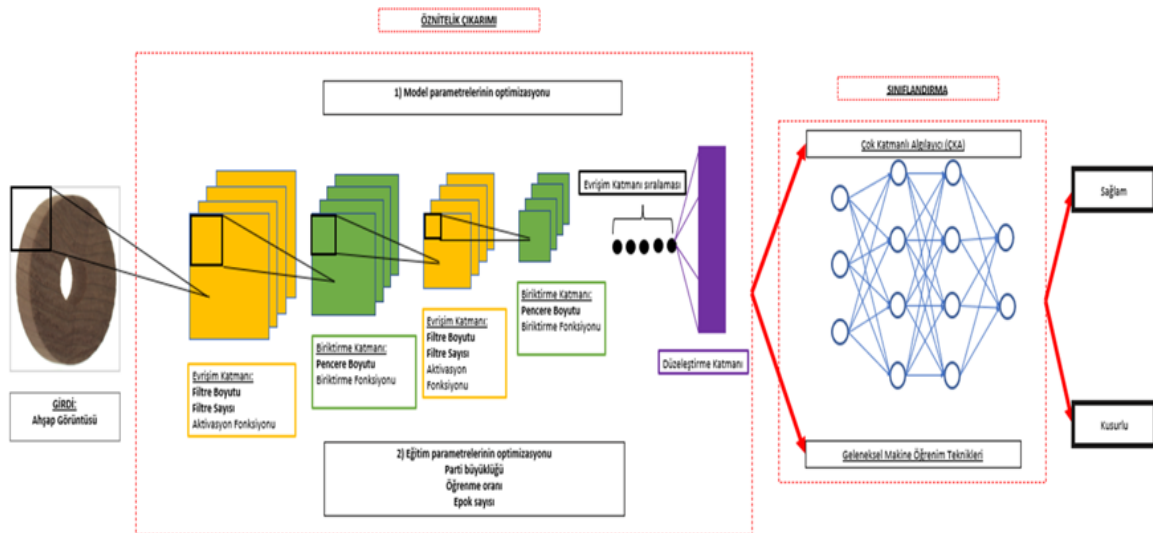 ÖZNİTELİK ÇIKARIMI
1) Model parametrelerinin optimizasyonu
SINIFLANDIRMA
Çok Katmanlı Algılayıcı (ÇKA)
Evrişim Katmanı sıralaması
Sağlam
GİRDİ:
Ahşap Görüntüsü
Evrişim Katmanı:
Filtre Boyutu
Filtre Sayısı
Aktivasyon Fonksiyonu
Biriktirme Katmanı:
Pencere Boyutu
Biriktirme Fonksiyonu
Evrişim Katmanı:
Filtre Boyutu
Filtre Sayısı
Aktivasyon
Fonksiyonu
Biriktirme Katmanı:
Pencere Boyutu
Biriktirme Fonksiyonu
Düzeleştirme Katmanı
2) Eğitim parametrelerinin optimizasyonu
Parti büyüklüğü
Öğrenme oranı
Epok sayısı
Geleneksel Makine Öğrenim Teknikleri
Kusurlu